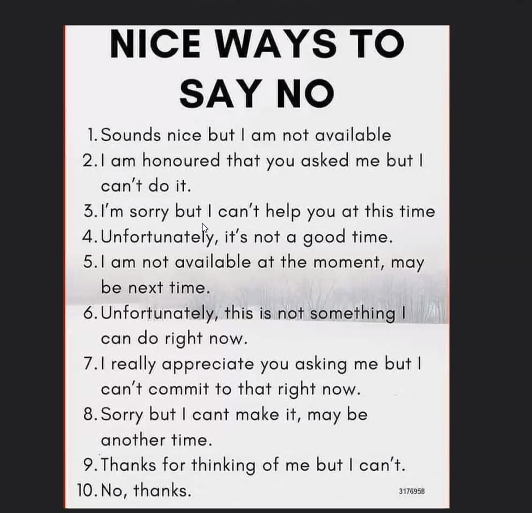 NICE WAYS TO
SAY NO
1. Sounds nice but I am not available
2. I am honoured that you asked me but I
can't do it.
3. I'm sorry but I can't help you at this time
4. Unfortunately, it's not a good time.
5. I am not available at the moment, may
be next time.
6. Unfortunately, this is not something I
can do right now.
7. I really appreciate you asking me but I
can't commit to that right now.
8. Sorry but I cant make it, may be
another time.
9. Thanks for thinking of me but I can't.
10. No, thanks.
3176958